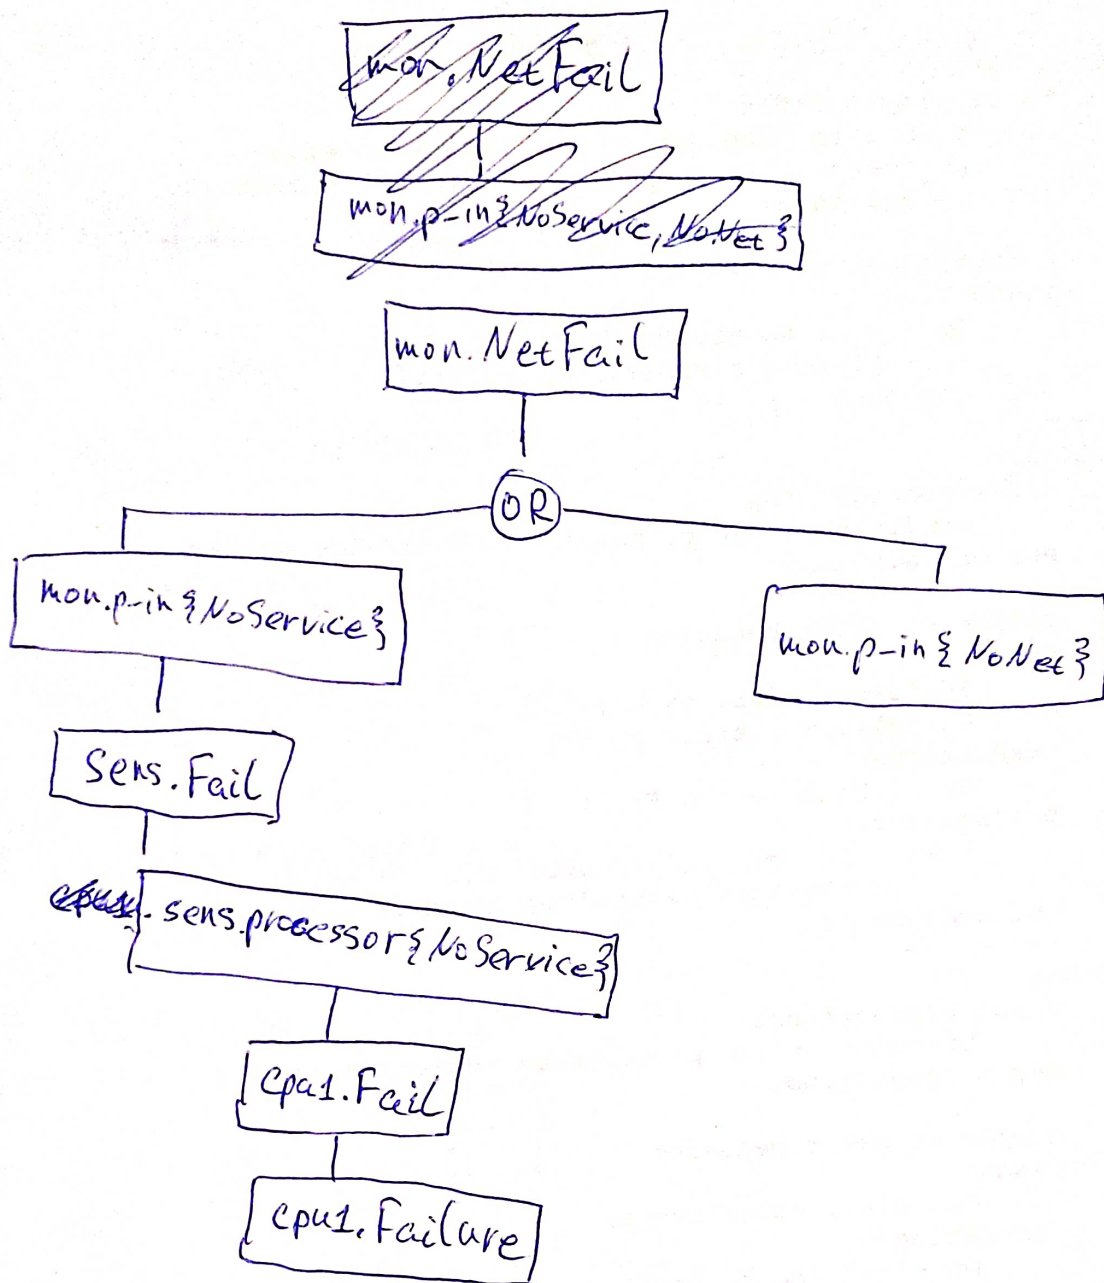 mon.NetFail
mon.p-in{NoService, NoNet}
mon.NetFail
OR
mon.p-in{NoService}
mon.p-in{NoNet}
Sens.Fail
cpu1. sens.processor{NoService}
cpu1.Fail
cpu1.Failure